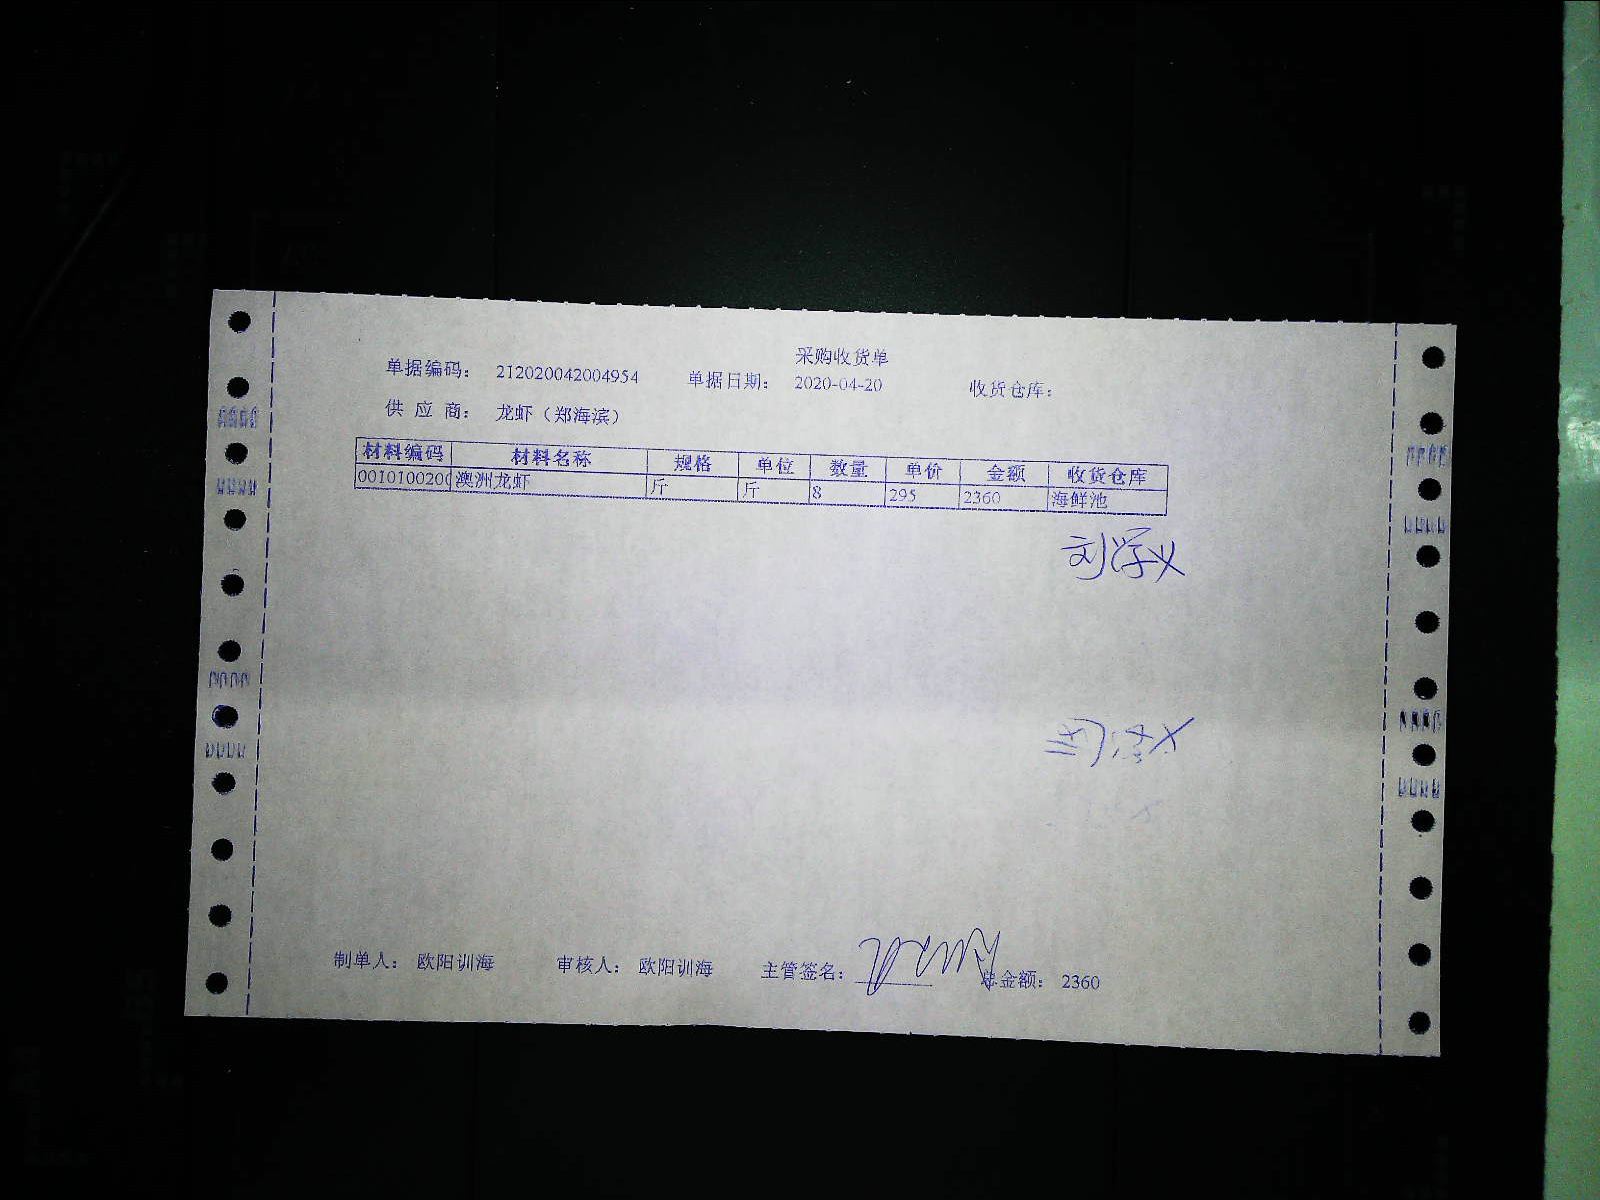 采购收货单
单据编码： 212020042004954 单据日期： 2020-04-20 收货仓库：
供 应 商： 龙虾（郑海滨）
材料编码 材料名称 规格 单位 数量 单价 金额 收货仓库
0010100200 澳洲龙虾 斤 斤 8 295 2360 海鲜池
刘学义
制单人： 欧阳训海 审核人： 欧阳训海 主管签名： 总金额： 2360